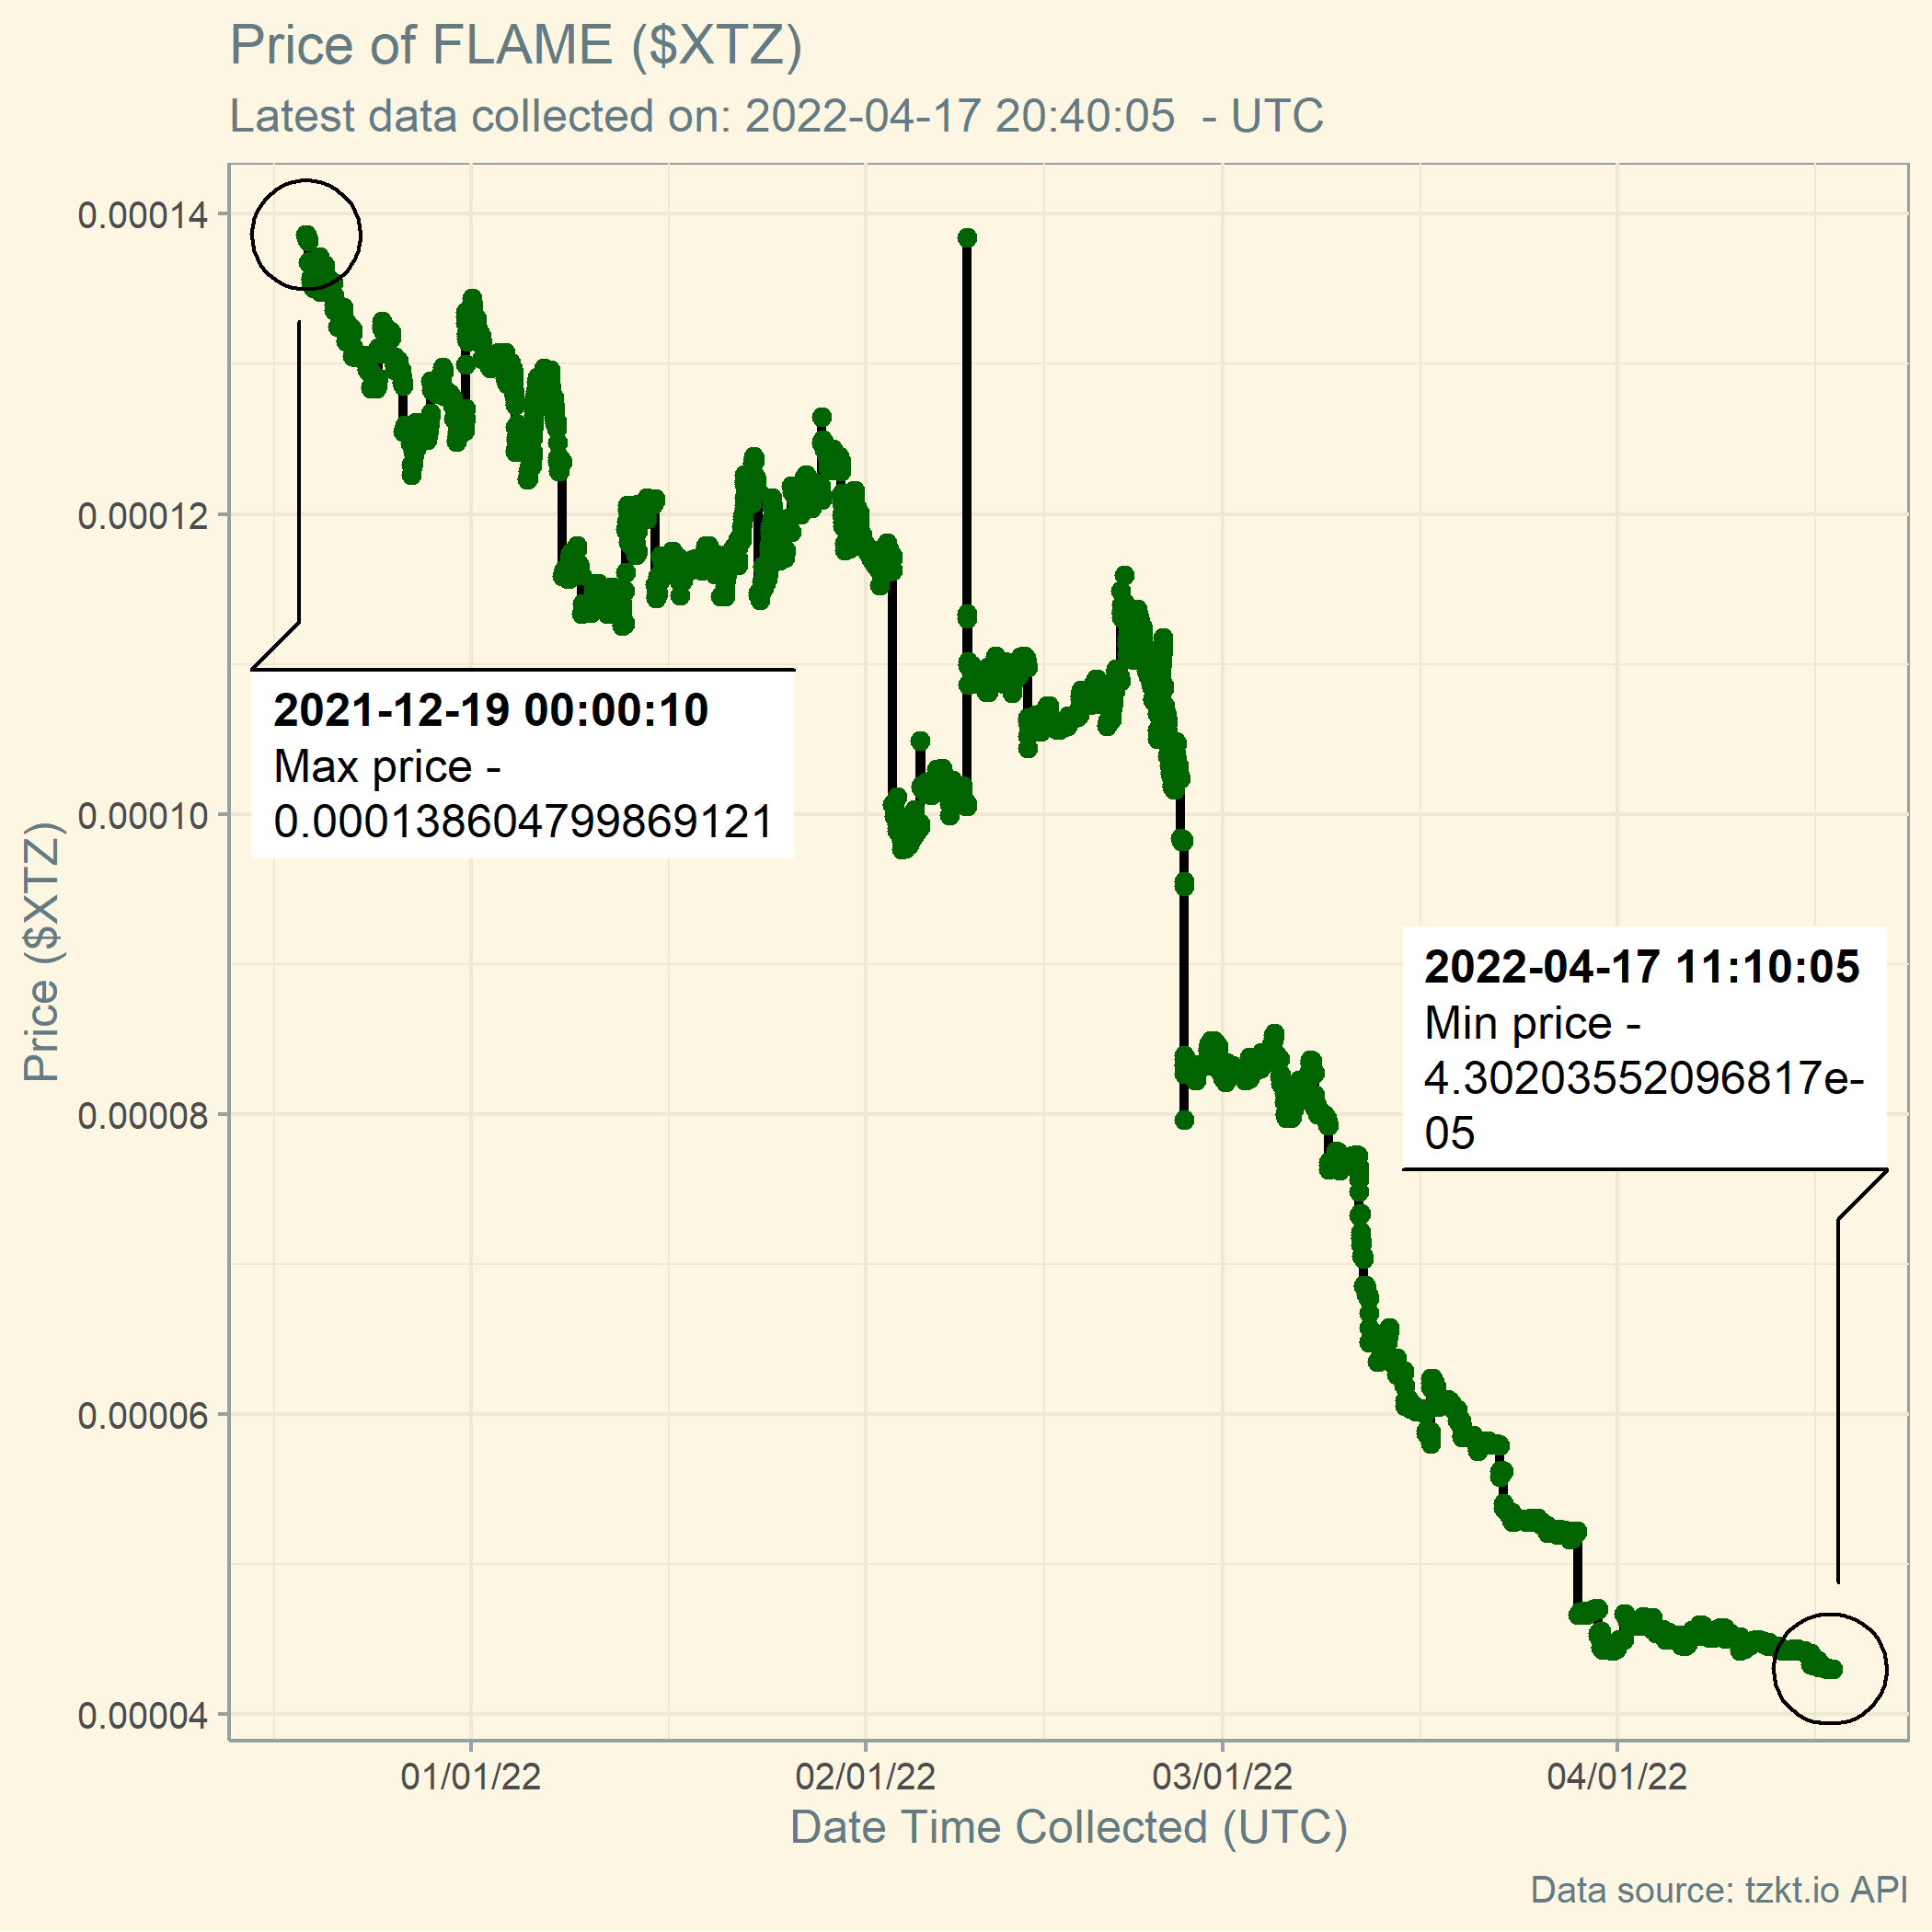 Price of FLAME ($XTZ)
Latest data collected on: 2022-04-17 20:40:05  - UTC
Price ($XTZ)
0.00014
0.00012
0.00010
0.00008
0.00006
0.00004
2021-12-19 00:00:10
Max price -
0.000138604799869121
2022-04-17 11:10:05
Min price -
4.30203552096817e-
05
01/01/22
02/01/22
03/01/22
04/01/22
Date Time Collected (UTC)
Data source: tzkt.io API